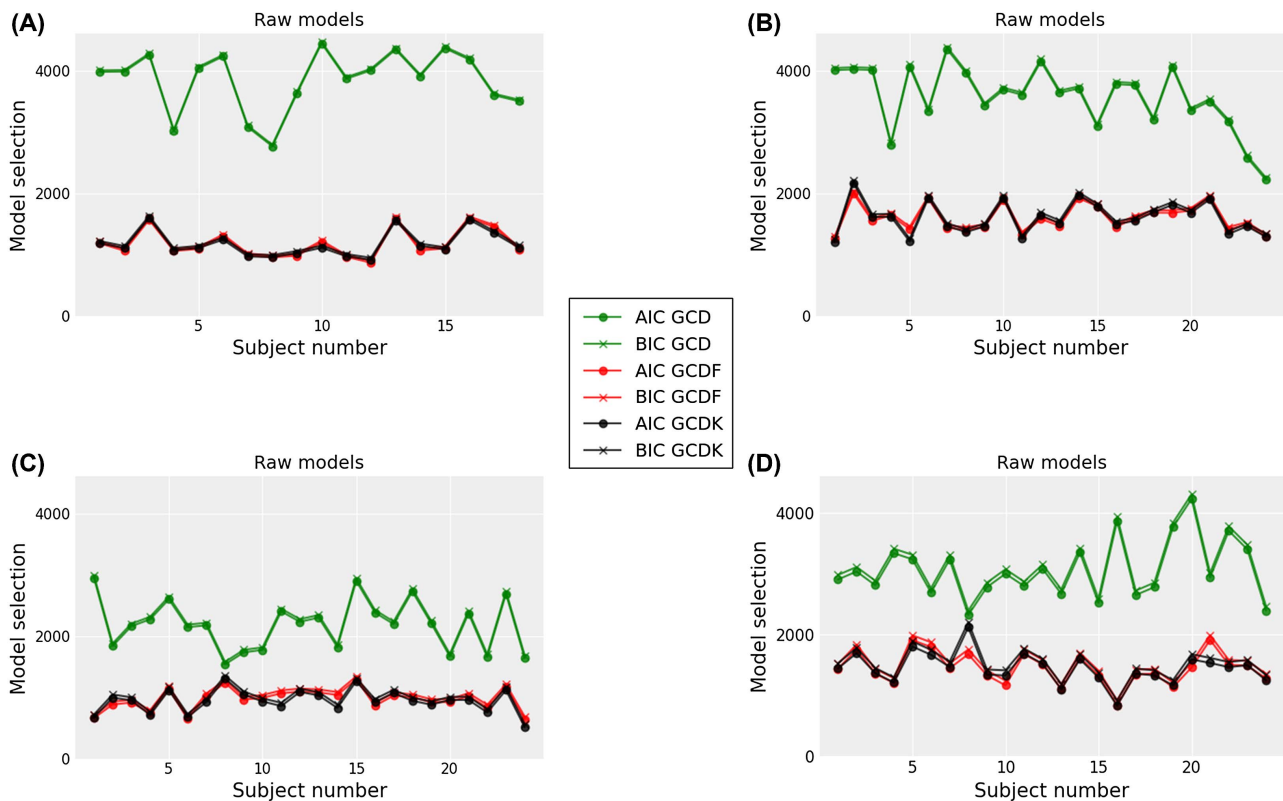 (A)
Raw models
Model selection
4000
2000
0
5
10
15
Subject number
(B)
Raw models
Model selection
4000
2000
0
5
10
15
20
Subject number
AIC GCD
BIC GCD
AIC GCDF
BIC GCDF
AIC GCDK
BIC GCDK
(C)
Raw models
Model selection
4000
2000
0
5
10
15
20
Subject number
(D)
Raw models
Model selection
4000
2000
0
5
10
15
20
Subject number